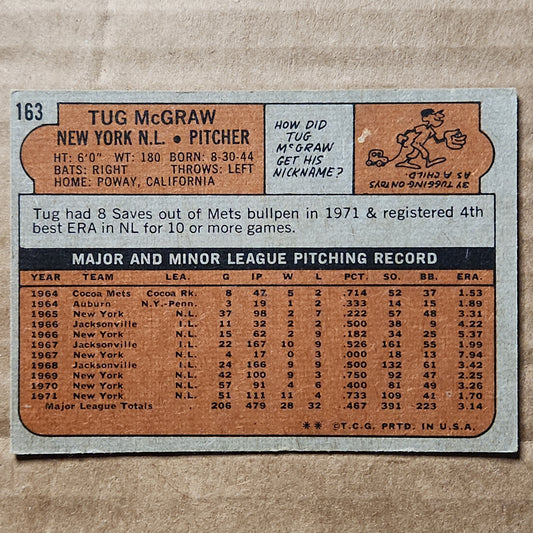 163
TUG McGRAW
NEW YORK N.L. • PITCHER
HT: 6'0" WT: 180 BORN: 8-30-44
BATS: RIGHT THROWS: LEFT
HOME: POWAY, CALIFORNIA
HOW DID
TUG
McGRAW
GET HIS
NICKNAME?
BY TUGGING ON TOYS
AS A CHILD.
Tug had 8 Saves out of Mets bullpen in 1971 & registered 4th
best ERA in NL for 10 or more games.
MAJOR AND MINOR LEAGUE PITCHING RECORD
YEAR TEAM LEA. G IP. W L PCT. SO. BB. ERA.
1964 Cocoa Mets Cocoa Rk. 8 47 5 2 .714 52 37 1.53
1964 Auburn N.Y.-Penn. 3 19 1 2 .333 14 15 1.89
1965 New York N.L. 37 98 2 7 .222 57 48 3.31
1966 Jacksonville I.L. 11 32 2 2 .500 38 9 4.22
1966 New York N.L. 15 62 2 9 .182 34 25 5.37
1967 Jacksonville I.L. 22 167 10 9 .526 161 55 1.99
1967 New York N.L. 4 17 0 3 .000 18 13 7.94
1968 Jacksonville I.L. 24 166 9 9 .500 132 61 3.42
1969 New York N.L. 42 100 9 3 .750 92 47 2.25
1970 New York N.L. 57 91 4 6 .400 81 49 3.26
1971 New York N.L. 51 111 11 4 .733 109 41 1.70
Major League Totals 206 479 28 32 .467 391 223 3.14
** ©T.C.G. PRTD. IN U.S.A.